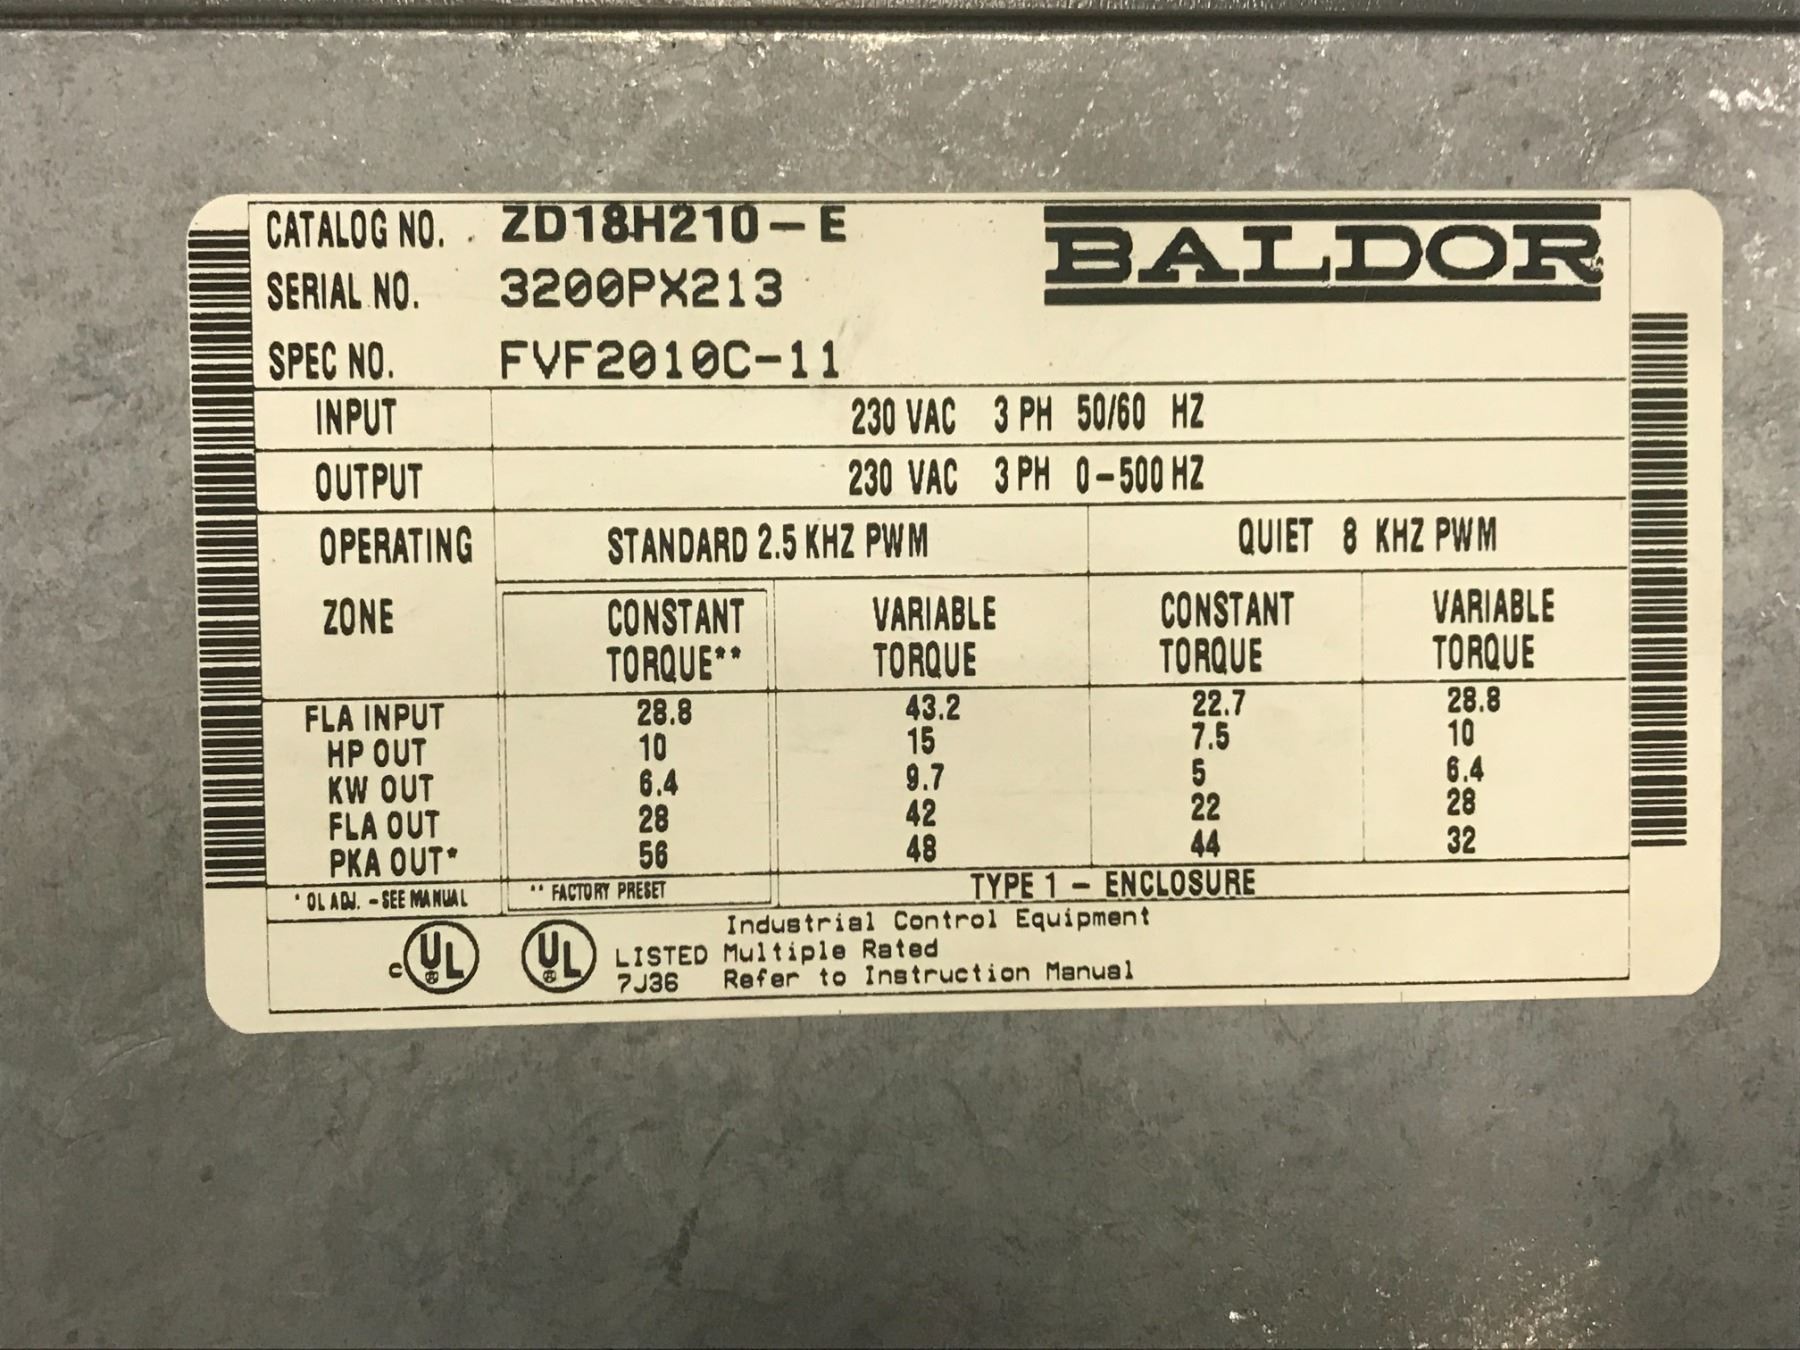 CATALOG NO. ZD18H210-E
BALDOR
SERIAL NO. 3200PX213
SPEC NO. FVF2010C-11
INPUT 230 VAC 3 PH 50/60 HZ
OUTPUT 230 VAC 3 PH 0-500 HZ
OPERATING STANDARD 2.5 KHZ PWM QUIET 8 KHZ PWM
ZONE CONSTANT VARIABLE CONSTANT VARIABLE
TORQUE** TORQUE TORQUE TORQUE
FLA INPUT 28.8 43.2 22.7 28.8
HP OUT 10 15 7.5 10
KW OUT 6.4 9.7 5 6.4
FLA OUT 28 42 22 28
PKA OUT* 56 48 44 32
* OL ADJ. - SEE MANUAL ** FACTORY PRESET TYPE 1 - ENCLOSURE
Industrial Control Equipment
c UL ® UL ® LISTED Multiple Rated
7J36 Refer to Instruction Manual